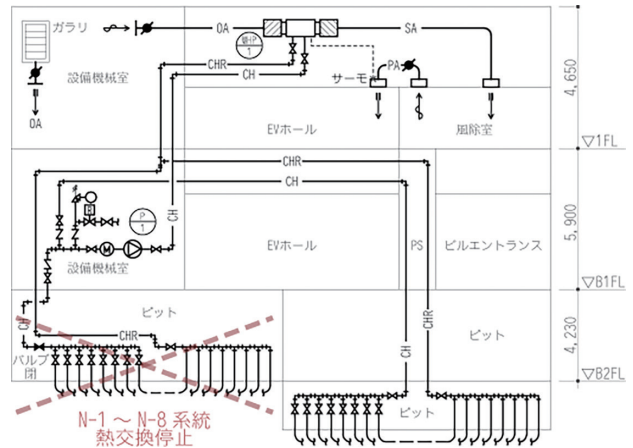 ガラリ
OA
SA
CHR
CH
P
1
1
設備機械室
サーモ
PA
4,650
OA
EVホール
風除室
▽1FL
CHR
CH
CH
P
1
M
設備機械室
EVホール
PS
ビルエントランス
5,900
▽B1FL
ピット
CH
CHR
CHR
CH
ピット
4,230
バルブ
閉
▽B2FL
ピット
N-1 ～ N-8 系統
熱交換停止